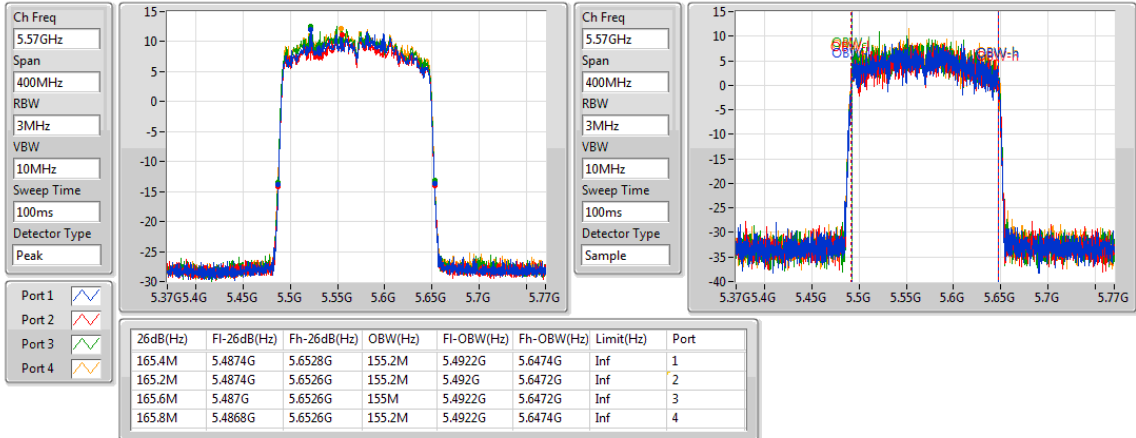 Ch Freq
5.57GHz
Span
400MHz
RBW
3MHz
VBW
10MHz
Sweep Time
100ms
Detector Type
Peak
Port 1
Port 2
Port 3
Port 4
15
10
5
0
-5
-10
-15
-20
-25
-30
5.37G 5.4G 5.45G 5.5G 5.55G 5.6G 5.65G 5.7G 5.77G
Ch Freq
5.57GHz
Span
400MHz
RBW
3MHz
VBW
10MHz
Sweep Time
100ms
Detector Type
Sample
15
10
5
0
-5
-10
-15
-20
-25
-30
-35
-40
OBW-l
OBW-h
5.37G 5.4G 5.45G 5.5G 5.55G 5.6G 5.65G 5.7G 5.77G
26dB(Hz) Fl-26dB(Hz) Fh-26dB(Hz) OBW(Hz) Fl-OBW(Hz) Fh-OBW(Hz) Limit(Hz) Port
165.4M 5.4874G 5.6528G 155.2M 5.4922G 5.6474G Inf 1
165.2M 5.4874G 5.6526G 155.2M 5.492G 5.6472G Inf 2
165.6M 5.487G 5.6526G 155M 5.4922G 5.6472G Inf 3
165.8M 5.4868G 5.6526G 155.2M 5.4922G 5.6474G Inf 4